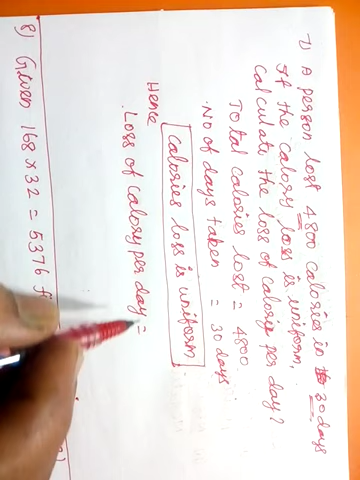 7) A person lost 4800 calories in 30 days
If the calory loss is uniform,
calculate the loss of calorie per day?
Total calories lost = 4800
No of days taken = 30 days
Calories loss is uniform
Hence
Loss of calory per day =
8) Given 168 × 32 = 5376